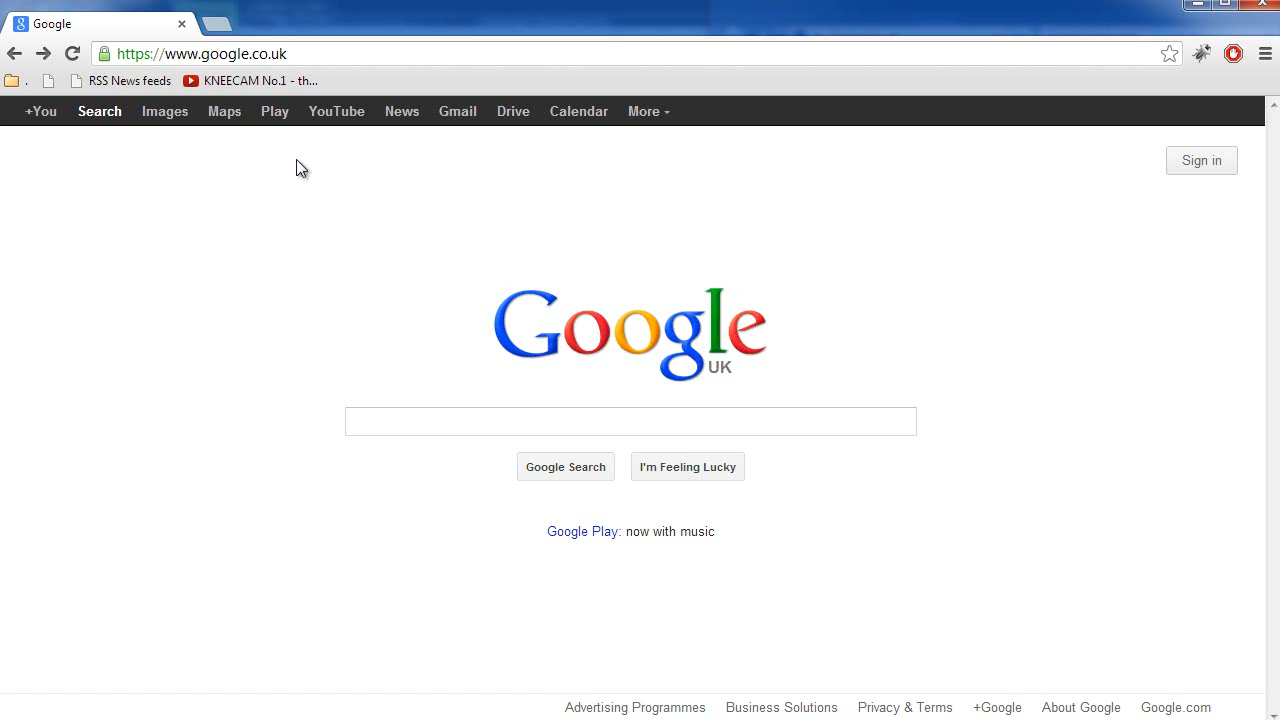 Google
https://www.google.co.uk
. RSS News feeds KNEECAM No.1 - th...
+You Search Images Maps Play YouTube News Gmail Drive Calendar More
Sign in
Google
UK
Google Search I'm Feeling Lucky
Google Play: now with music
Advertising Programmes Business Solutions Privacy & Terms +Google About Google Google.com